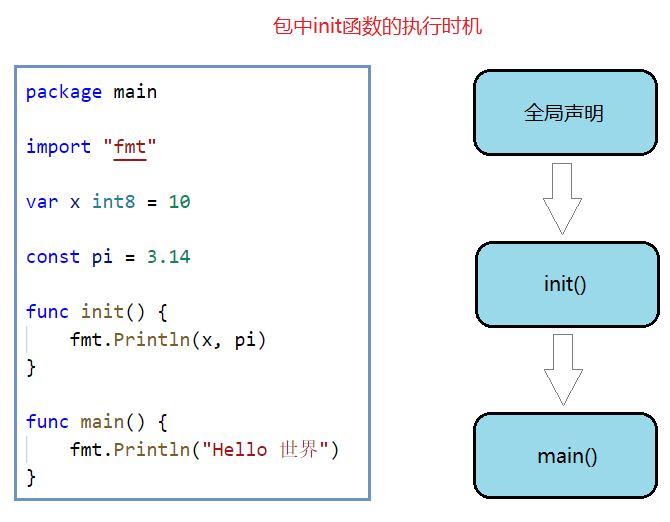 包中init函数的执行时机
package main
import "fmt"
var x int8 = 10
const pi = 3.14
func init() {
    fmt.Println(x, pi)
}
func main() {
    fmt.Println("Hello 世界")
}
全局声明
init()
main()